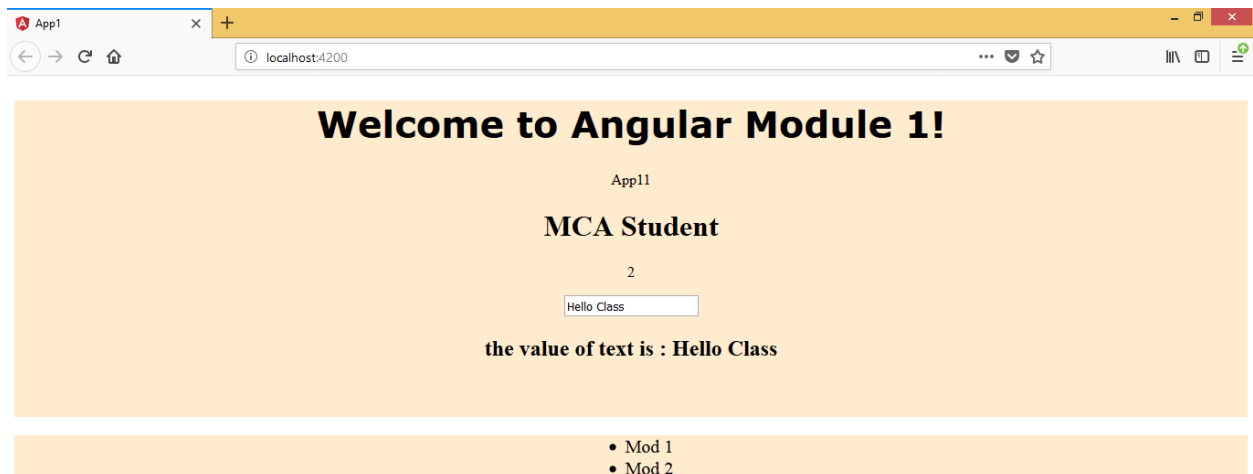 App1
localhost:4200
Welcome to Angular Module 1!
App11
MCA Student
2
Hello Class
the value of text is : Hello Class
Mod 1
Mod 2